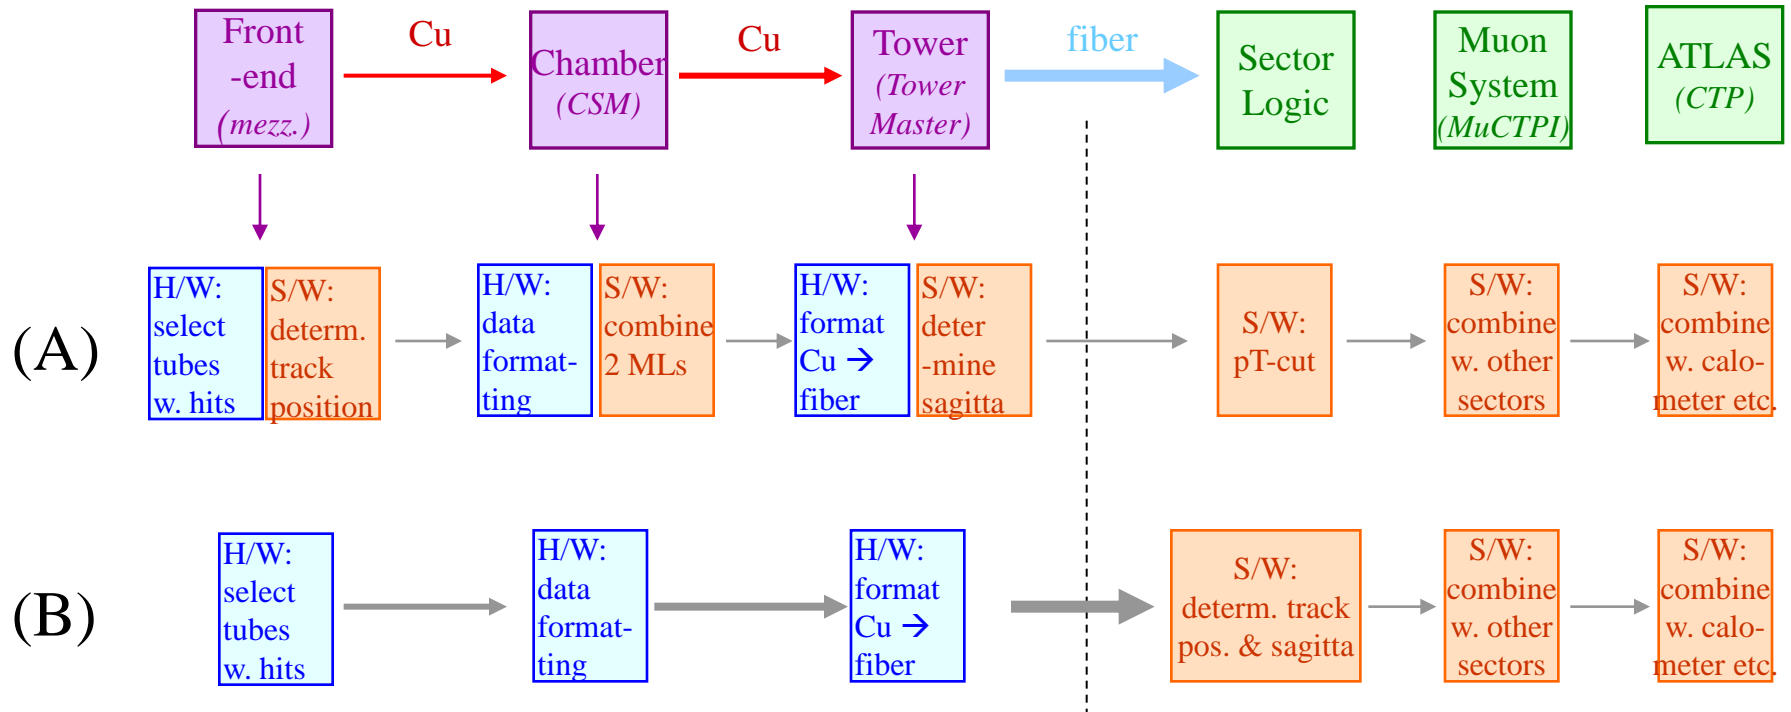 Front
-end
(mezz.)
Cu
Chamber
(CSM)
Cu
Tower
(Tower
Master)
fiber
Sector
Logic
Muon
System
(MuCTPI)
ATLAS
(CTP)
(A)
H/W:
select
tubes
w. hits
S/W:
determ.
track
position
H/W:
data
format-
ting
S/W:
combine
2 MLs
H/W:
format
Cu →
fiber
S/W:
deter
-mine
sagitta
S/W:
pT-cut
S/W:
combine
w. other
sectors
S/W:
combine
w. calo-
meter etc.
(B)
H/W:
select
tubes
w. hits
H/W:
data
format-
ting
H/W:
format
Cu →
fiber
S/W:
determ. track
pos. & sagitta
S/W:
combine
w. other
sectors
S/W:
combine
w. calo-
meter etc.